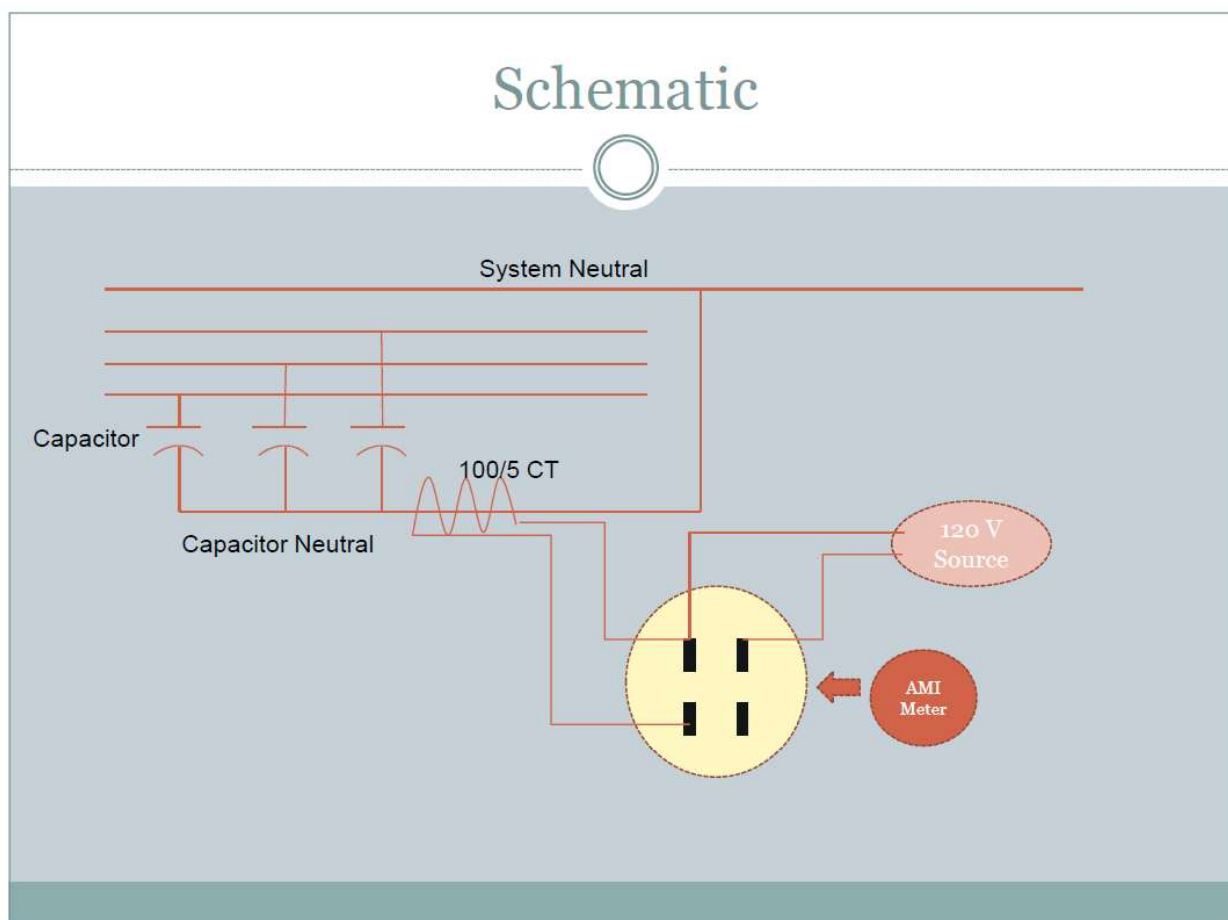 Schematic
System Neutral
Capacitor
100/5 CT
Capacitor Neutral
120 V
Source
AMI
Meter